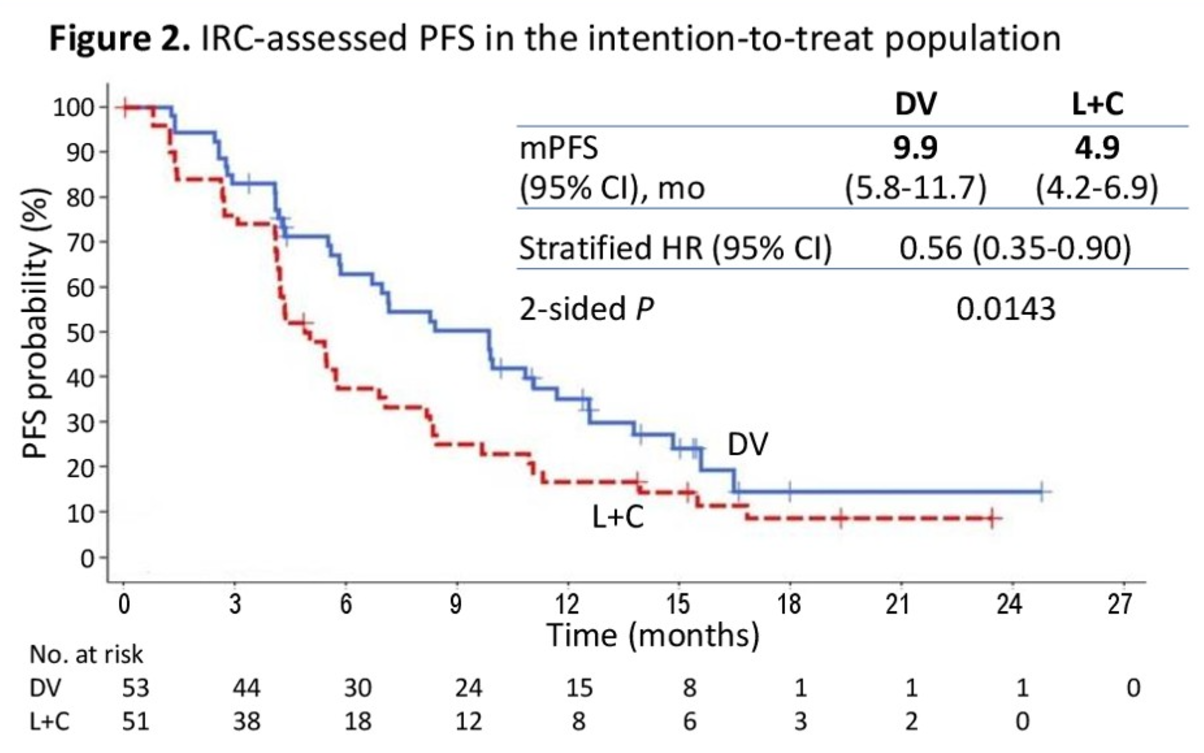 Figure 2. IRC-assessed PFS in the intention-to-treat population
DV L+C
mPFS 9.9 4.9
(95% CI), mo (5.8-11.7) (4.2-6.9)
Stratified HR (95% CI) 0.56 (0.35-0.90)
2-sided P 0.0143
PFS probability (%)
100
90
80
70
60
50
40
30
20
10
0
DV
L+C
0 3 6 9 12 15 18 21 24 27
Time (months)
No. at risk
DV 53 44 30 24 15 8 1 1 1 0
L+C 51 38 18 12 8 6 3 2 0